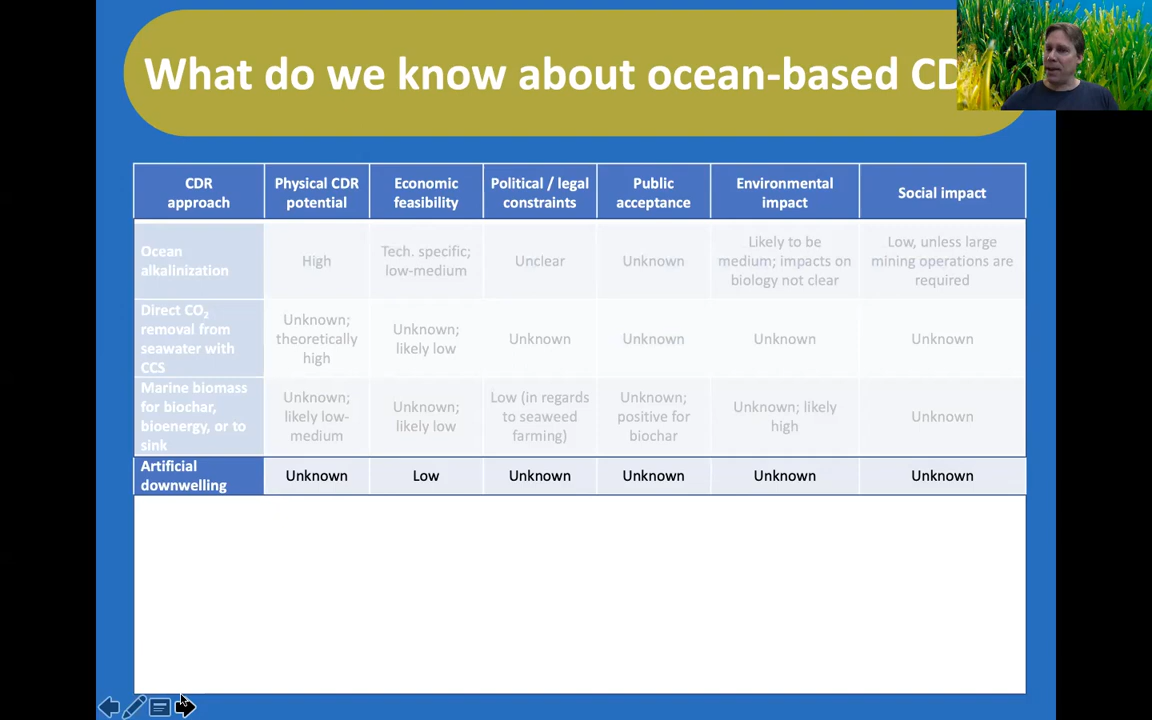 What do we know about ocean-based CD
CDR
approach
Physical CDR
potential
Economic
feasibility
Political / legal
constraints
Public
acceptance
Environmental
impact
Social impact
Ocean
alkalinization
High
Tech. specific;
low-medium
Unclear
Unknown
Likely to be
medium; impacts on
biology not clear
Low, unless large
mining operations are
required
Direct CO₂
removal from
seawater with
CCS
Unknown;
theoretically
high
Unknown;
likely low
Unknown
Unknown
Unknown
Unknown
Marine biomass
for biochar,
bioenergy, or to
sink
Unknown;
likely low-
medium
Unknown;
likely low
Low (in regards
to seaweed
farming)
Unknown;
positive for
biochar
Unknown; likely
high
Unknown
Artificial
downwelling
Unknown
Low
Unknown
Unknown
Unknown
Unknown